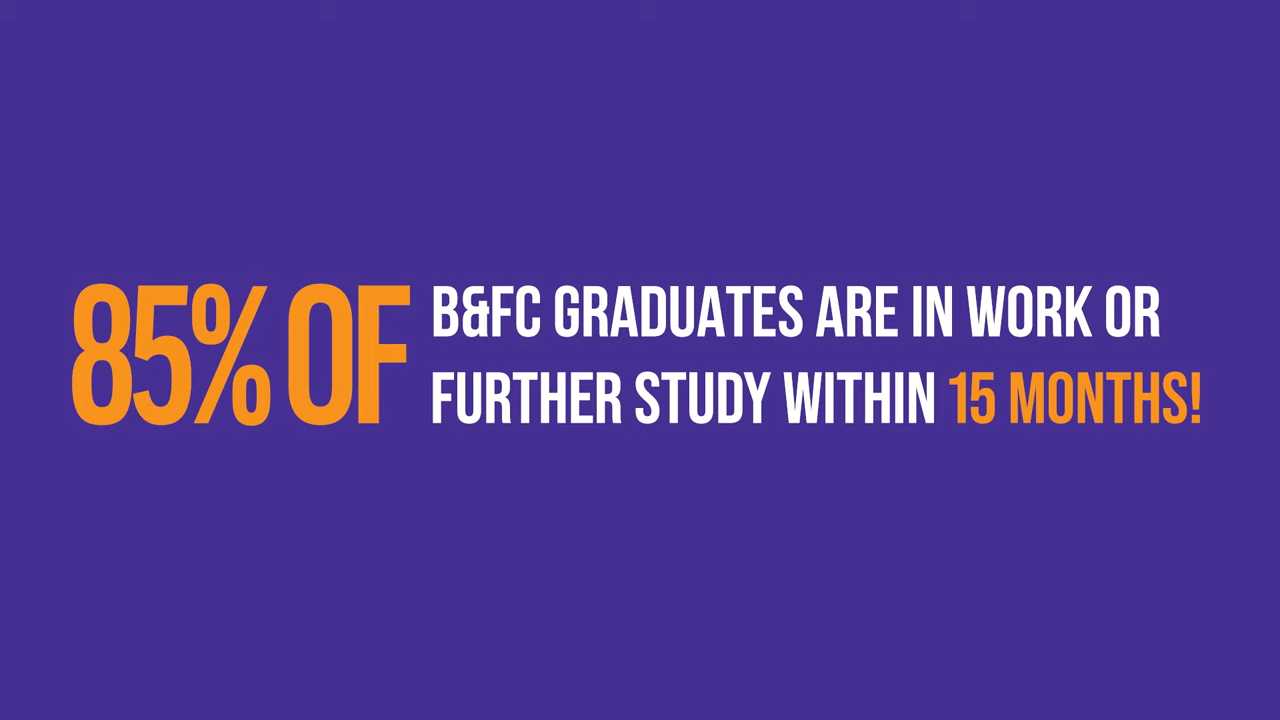 85% OF
B&FC GRADUATES ARE IN WORK OR
FURTHER STUDY WITHIN 15 MONTHS!